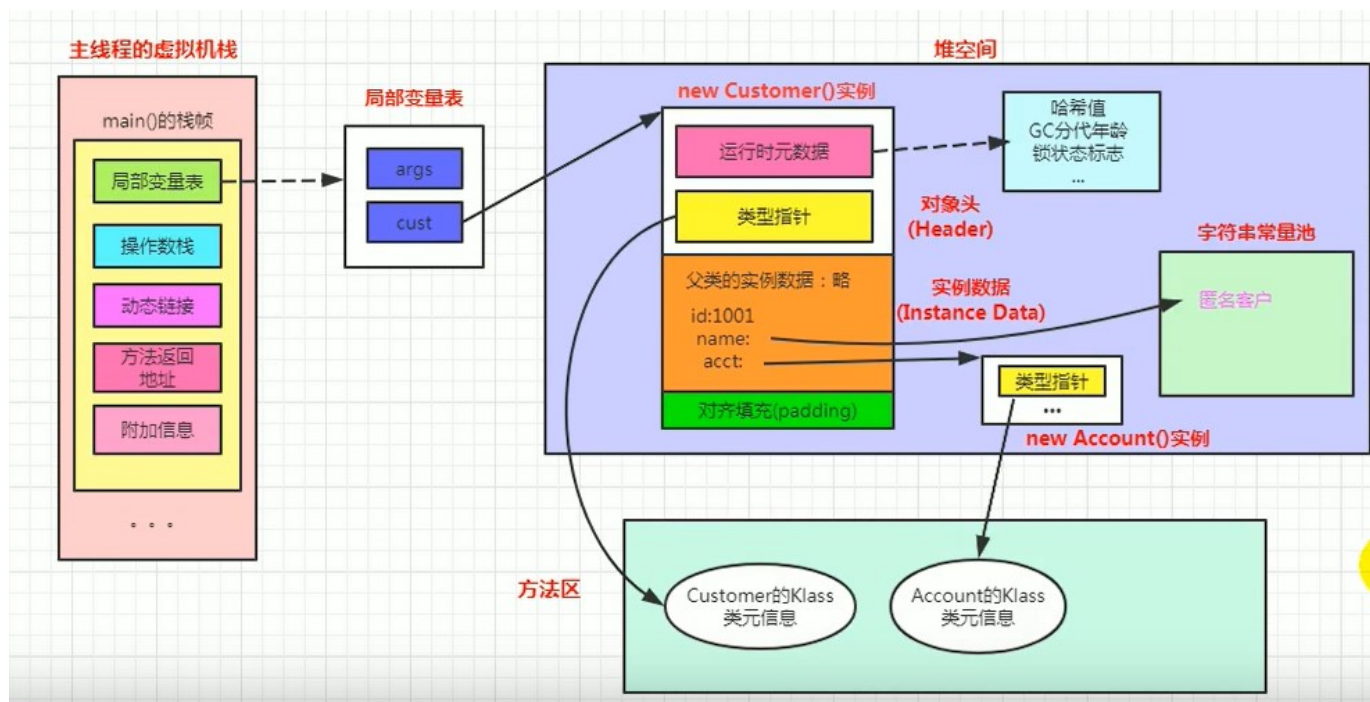 主线程的虚拟机栈
main()的栈帧
局部变量表
操作数栈
动态链接
方法返回
地址
附加信息
。。。
局部变量表
args
cust
堆空间
new Customer()实例
运行时元数据
类型指针
哈希值
GC分代年龄
锁状态标志
...
对象头
(Header)
父类的实例数据：略
id:1001
name:
acct:
对齐填充(padding)
实例数据
(Instance Data)
字符串常量池
匿名客户
类型指针
...
new Account()实例
方法区
Customer的Klass
类元信息
Account的Klass
类元信息